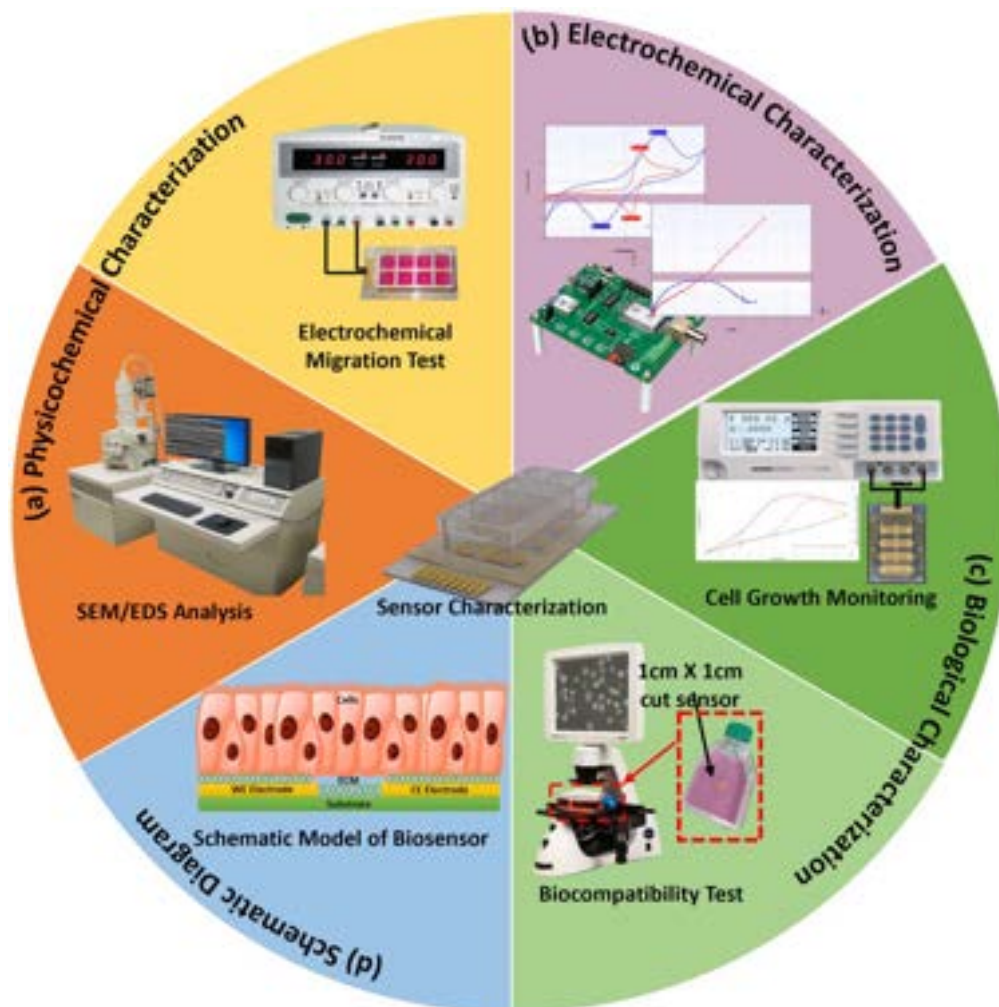 (a) Physicochemical Characterization
(b) Electrochemical Characterization
Electrochemical
Migration Test
SEM/EDS Analysis
Sensor Characterization
Cell Growth Monitoring
(c) Biological Characterization
1cm X 1cm
cut sensor
Biocompatibility Test
Cells
ECM
WE Electrode
CE Electrode
Substrate
Schematic Model of Biosensor
(d) Schematic Diagram